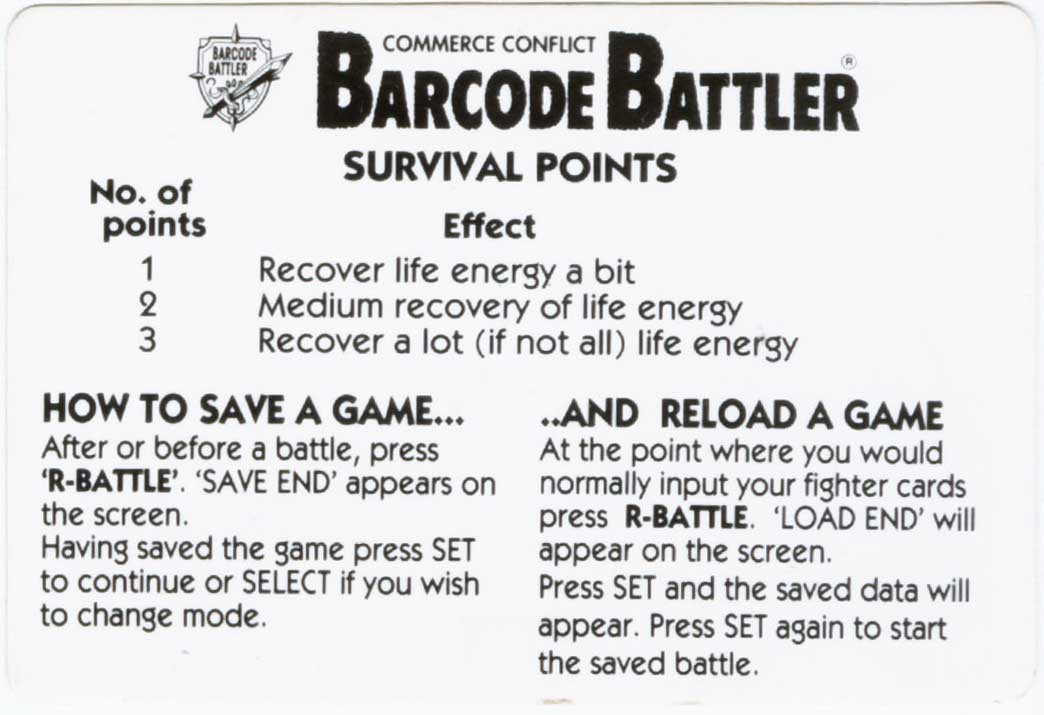 BARCODE
BATTLER
COMMERCE CONFLICT
BARCODE BATTLER ®
SURVIVAL POINTS
No. of
points
Effect
1 Recover life energy a bit
2 Medium recovery of life energy
3 Recover a lot (if not all) life energy
HOW TO SAVE A GAME...
After or before a battle, press
'R-BATTLE'. 'SAVE END' appears on
the screen.
Having saved the game press SET
to continue or SELECT if you wish
to change mode.
..AND RELOAD A GAME
At the point where you would
normally input your fighter cards
press R-BATTLE. 'LOAD END' will
appear on the screen.
Press SET and the saved data will
appear. Press SET again to start
the saved battle.